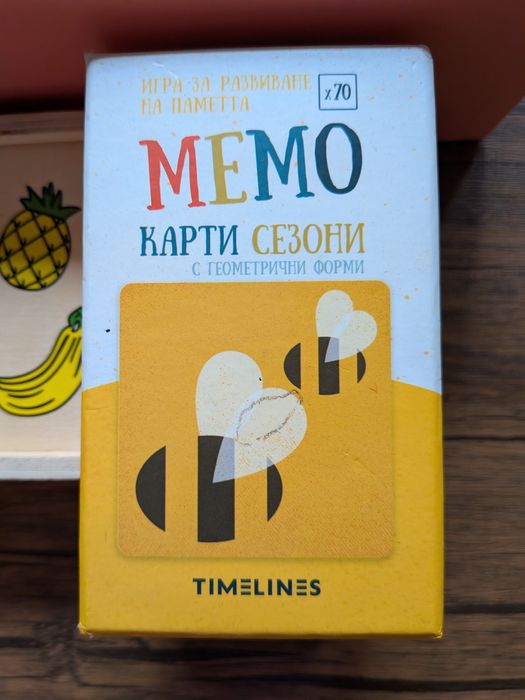 ИГРА ЗА РАЗВИВАНЕ
НА ПАМЕТТА
x70
МЕМО
КАРТИ СЕЗОНИ
С ГЕОМЕТРИЧНИ ФОРМИ
TIMELINES